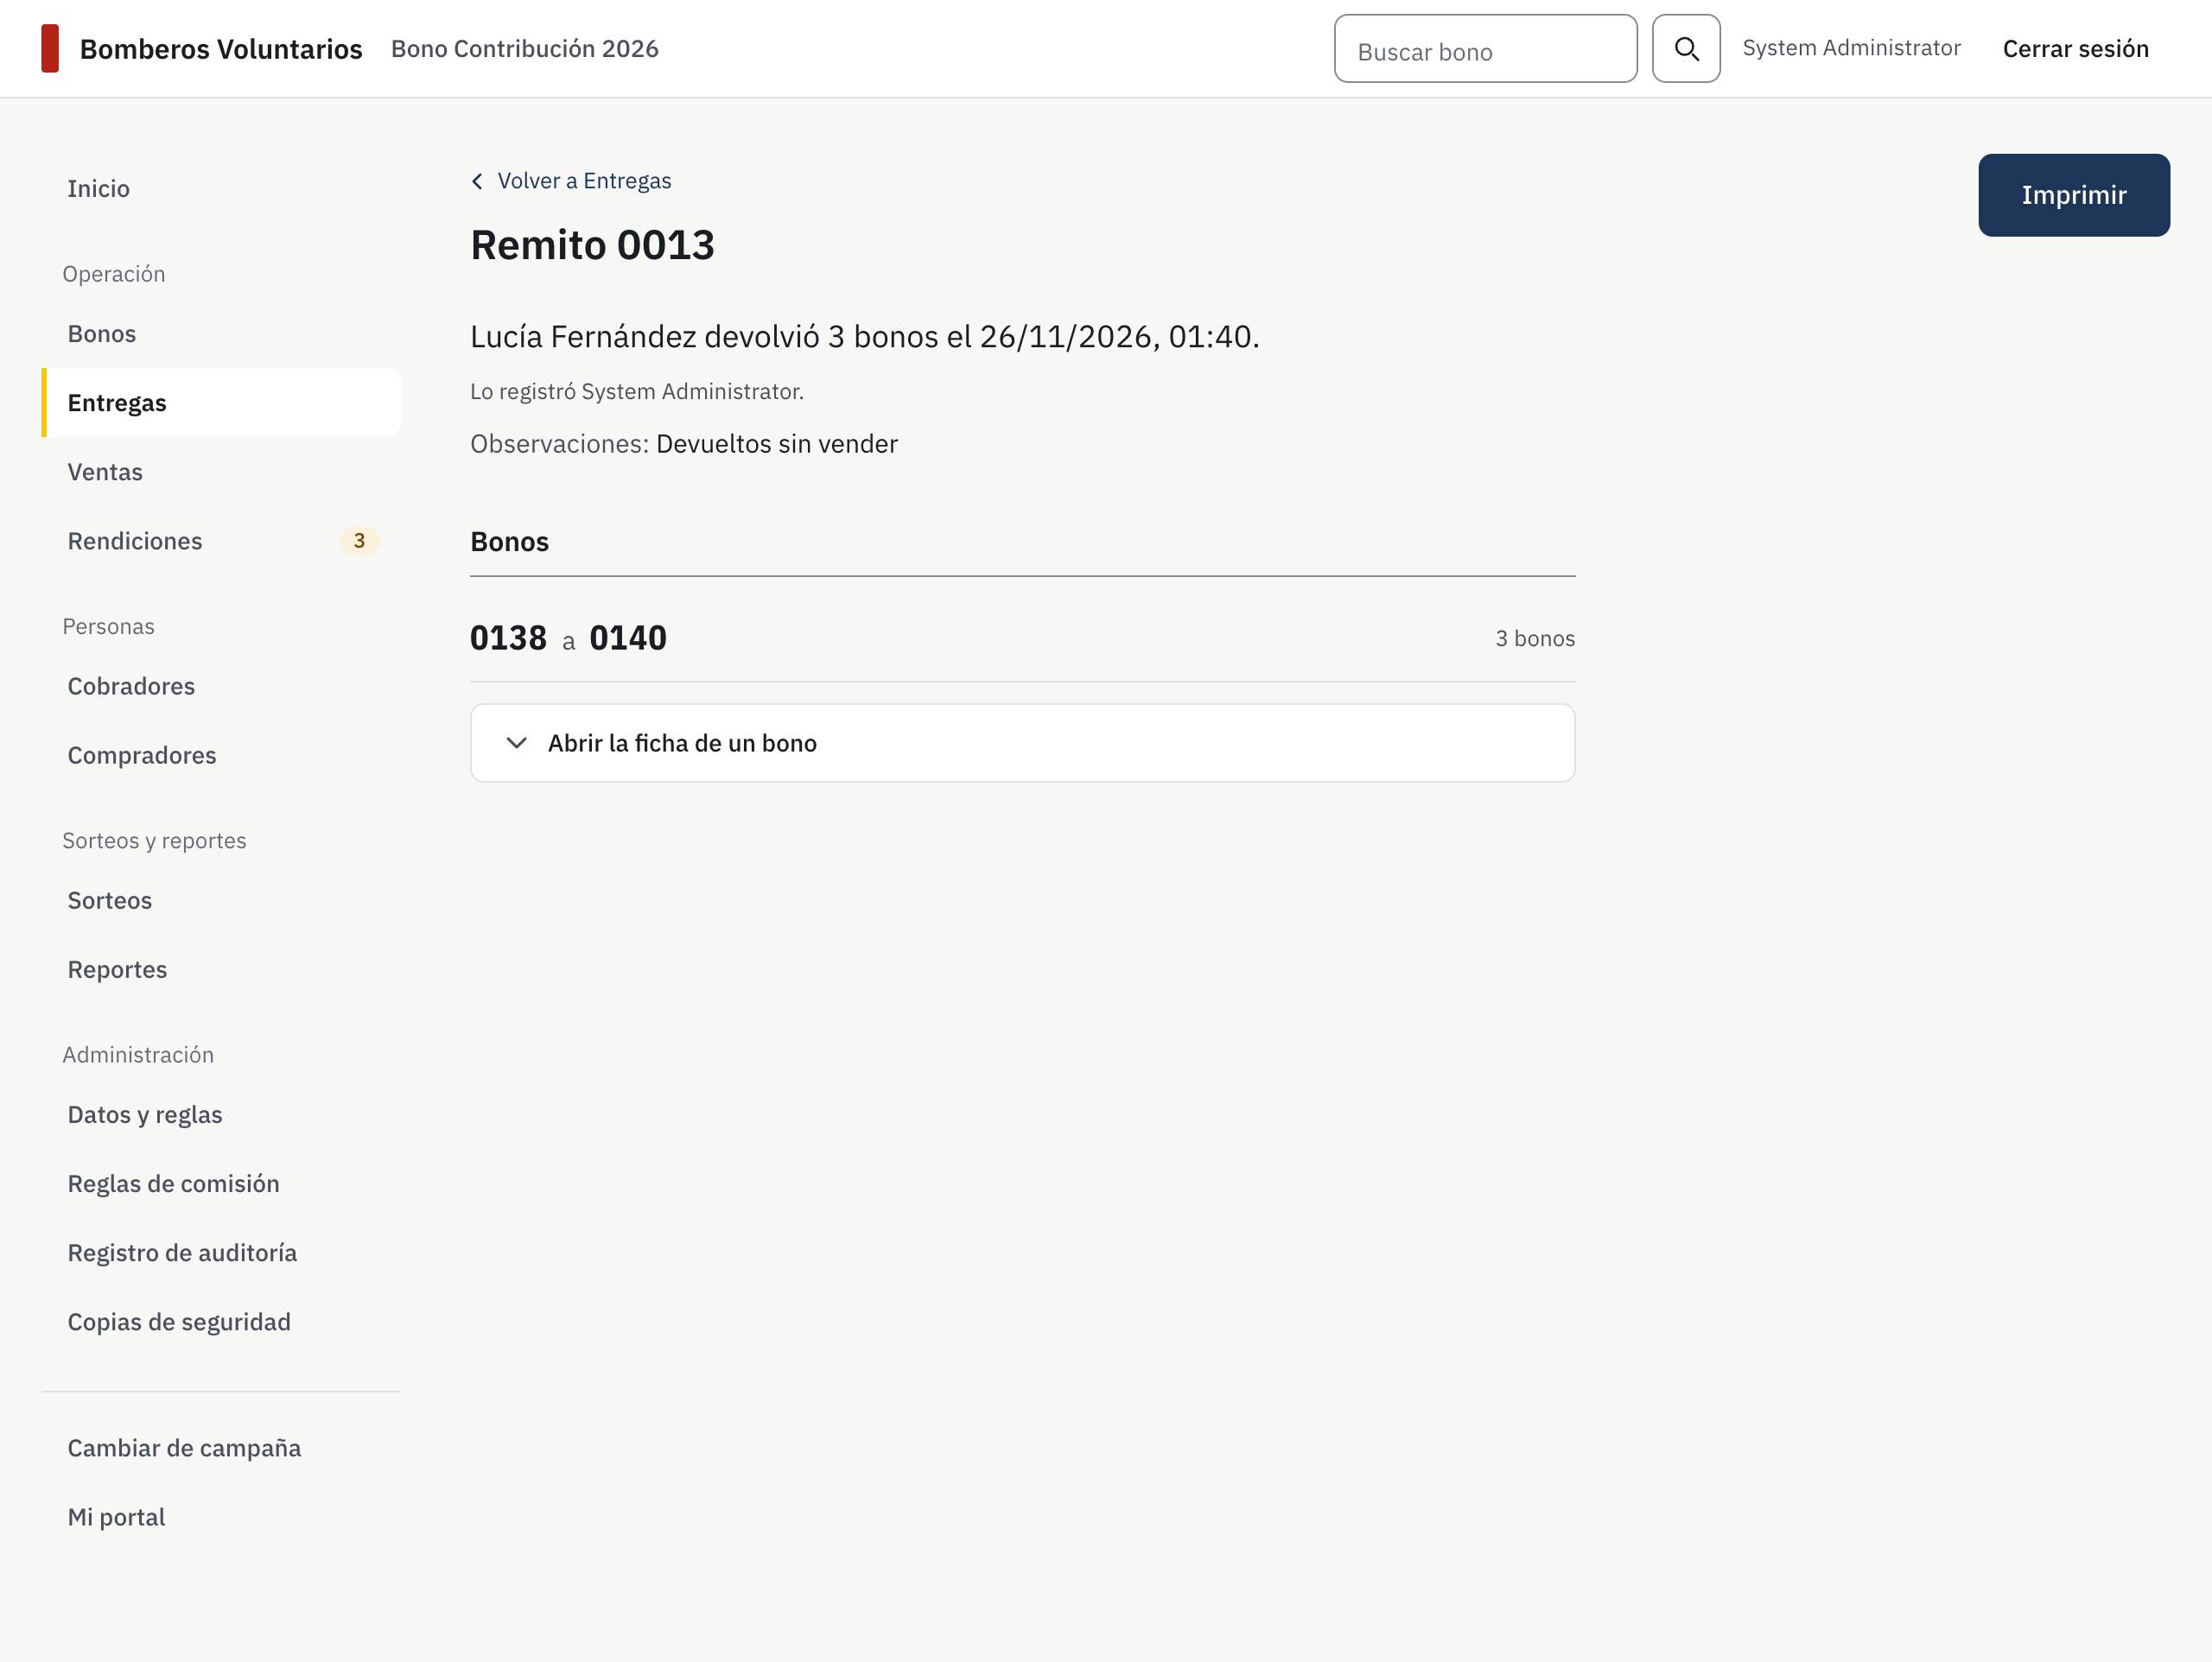 Bomberos Voluntarios Bono Contribución 2026 Buscar bono System Administrator Cerrar sesión
Inicio
Operación
Bonos
Entregas
Ventas
Rendiciones 3
Personas
Cobradores
Compradores
Sorteos y reportes
Sorteos
Reportes
Administración
Datos y reglas
Reglas de comisión
Registro de auditoría
Copias de seguridad
Cambiar de campaña
Mi portal
Volver a Entregas
Imprimir
Remito 0013
Lucía Fernández devolvió 3 bonos el 26/11/2026, 01:40.
Lo registró System Administrator.
Observaciones: Devueltos sin vender
Bonos
0138 a 0140 3 bonos
Abrir la ficha de un bono